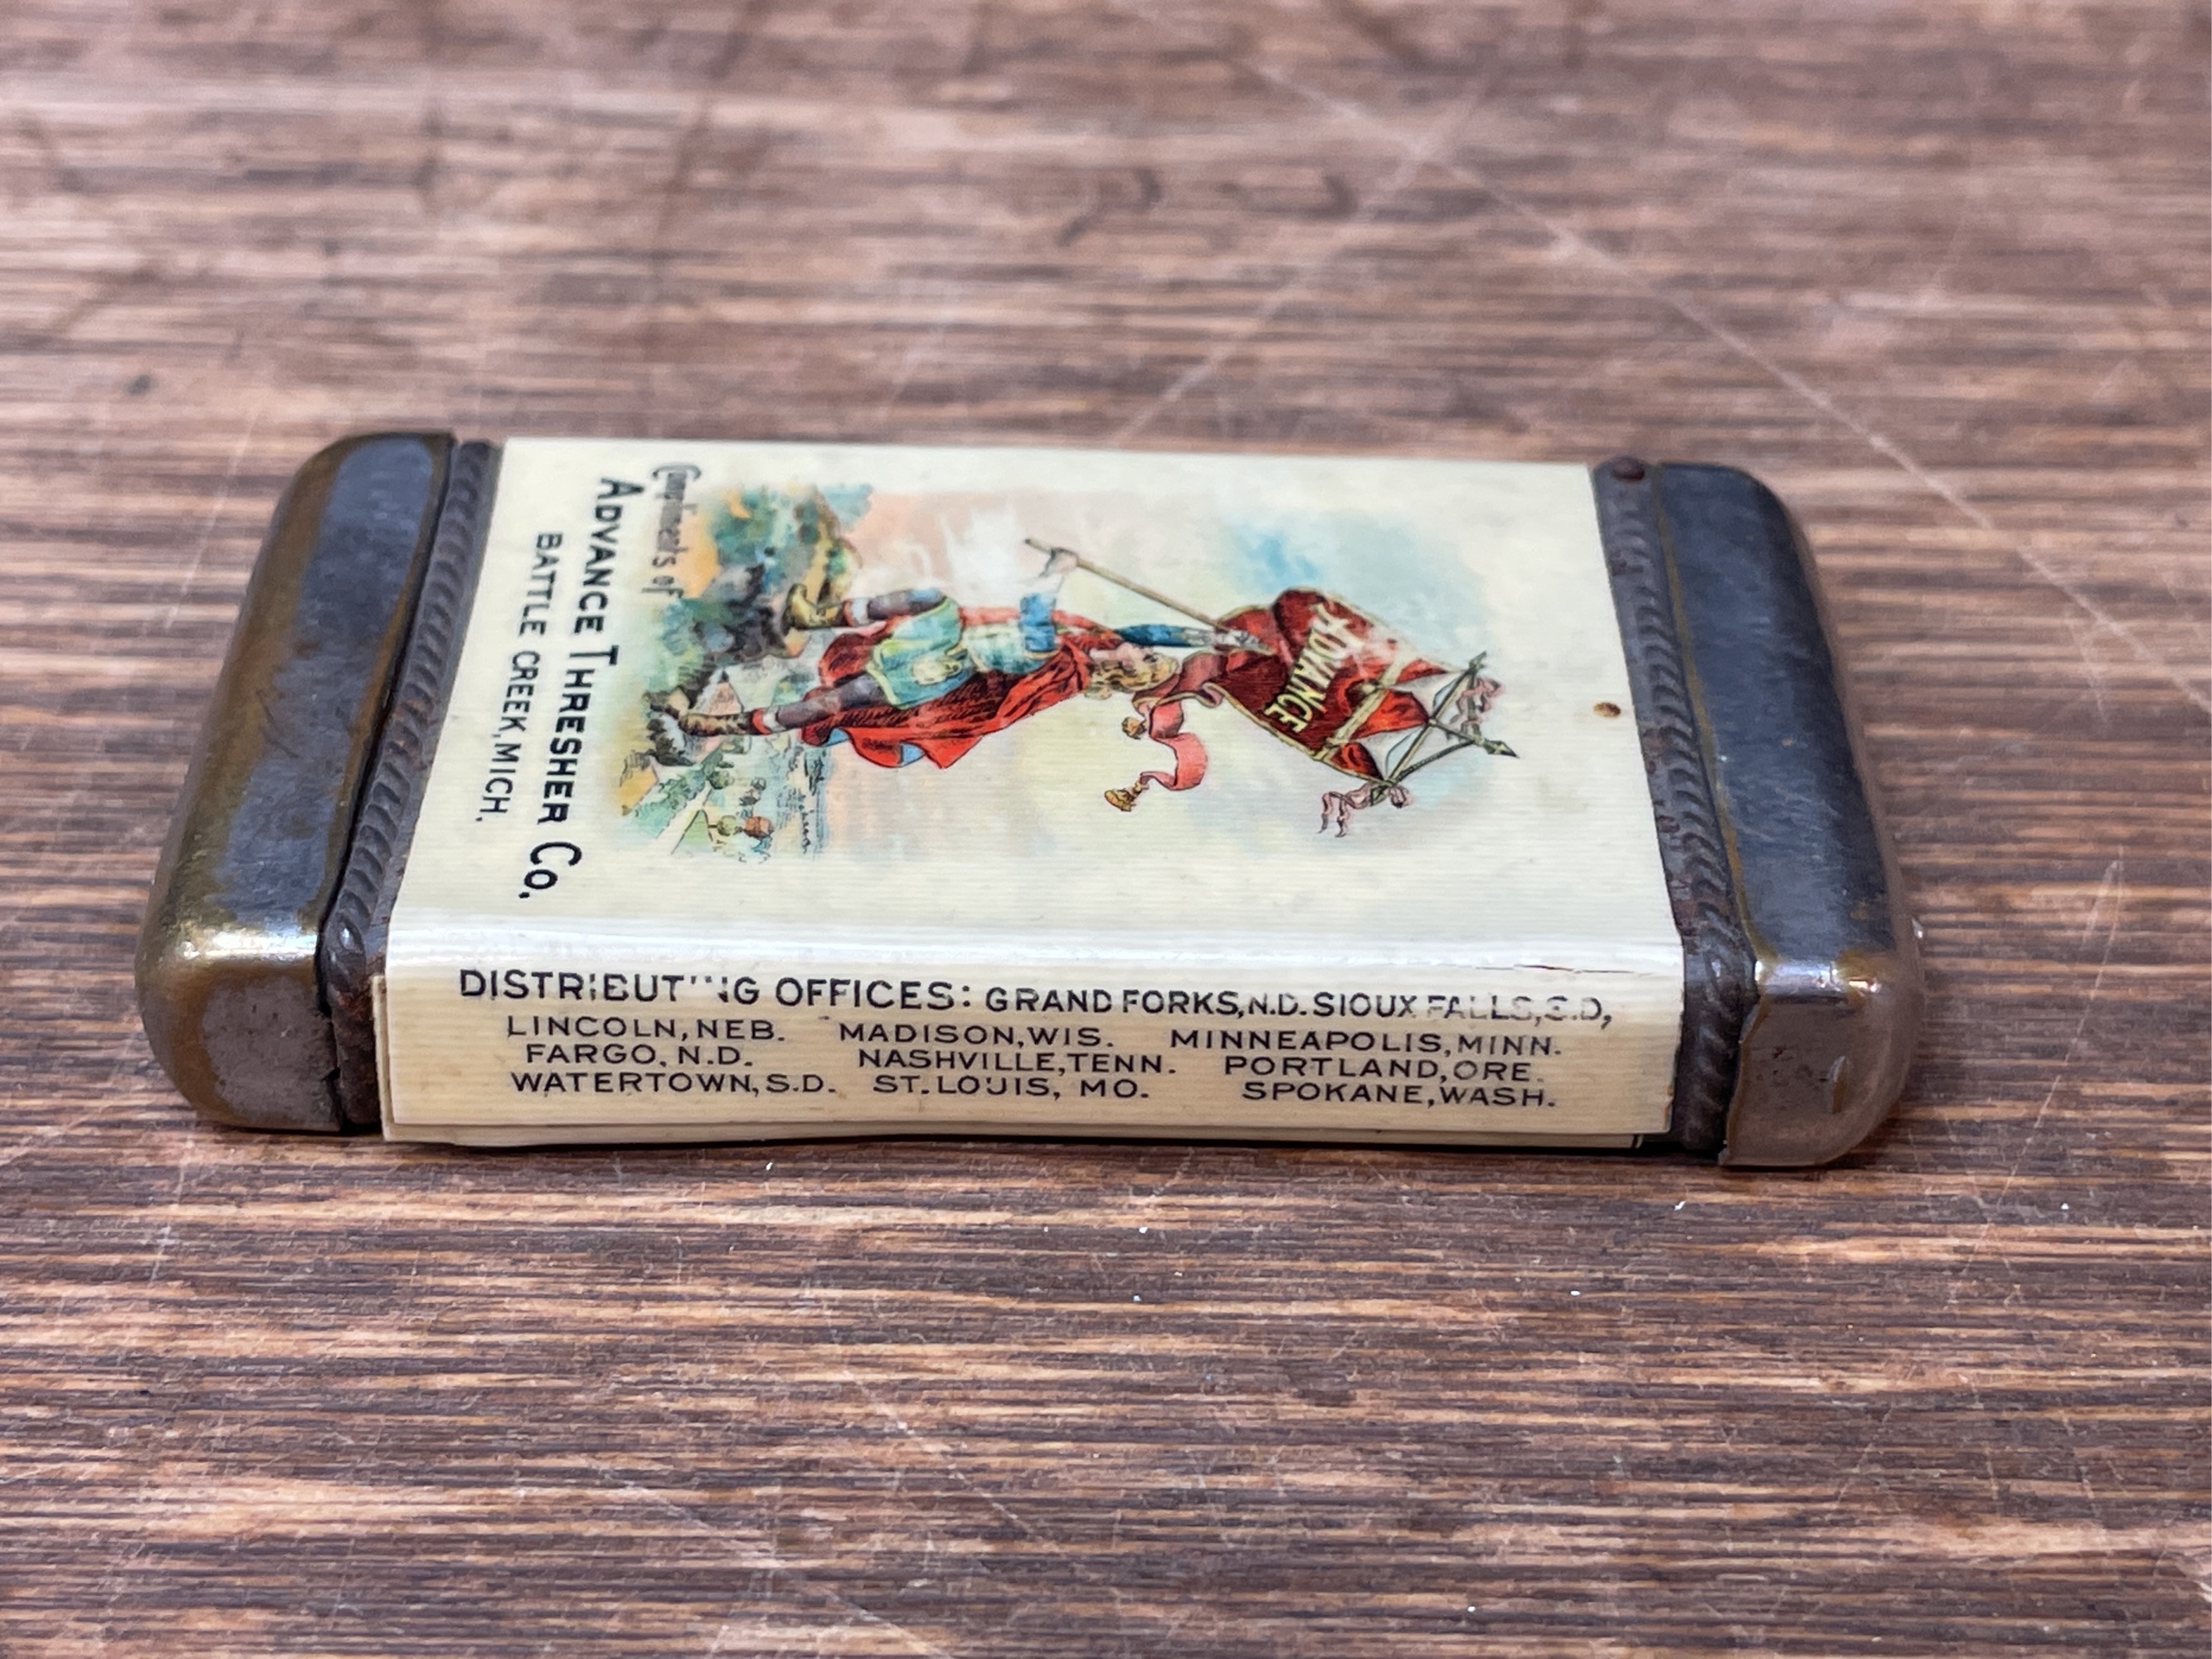 ADVANCE
Compliments of
ADVANCE THRESHER CO.
BATTLE CREEK, MICH.
DISTRIBUTING OFFICES: GRAND FORKS, N.D. SIOUX FALLS, S.D,
LINCOLN, NEB. MADISON, WIS. MINNEAPOLIS, MINN.
FARGO, N.D. NASHVILLE, TENN. PORTLAND, ORE.
WATERTOWN, S.D. ST. LOUIS, MO. SPOKANE, WASH.